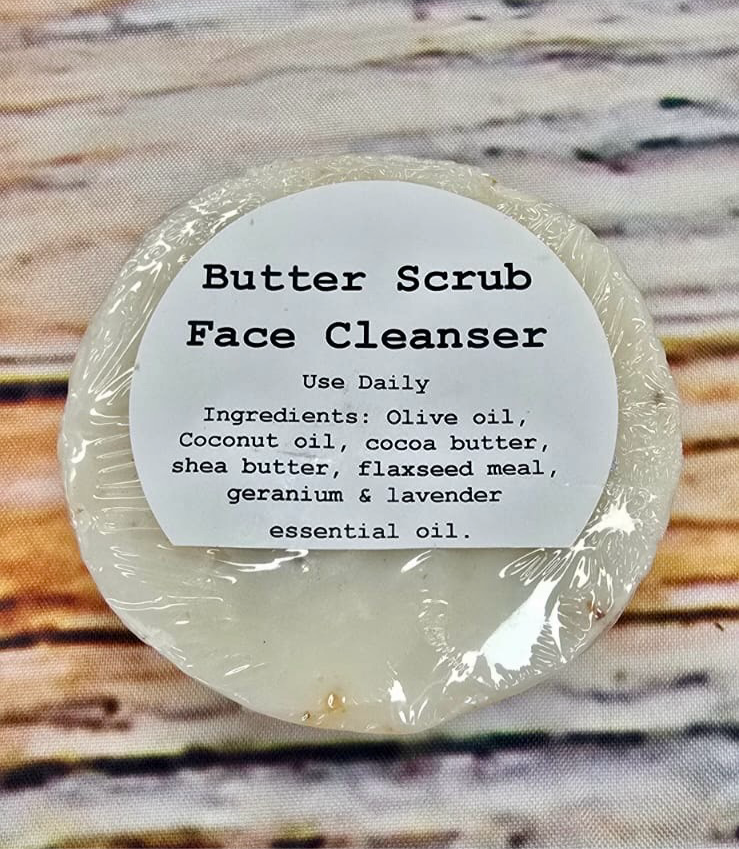 Butter Scrub
Face Cleanser
Use Daily
Ingredients: Olive oil,
Coconut oil, cocoa butter,
shea butter, flaxseed meal,
geranium & lavender
essential oil.